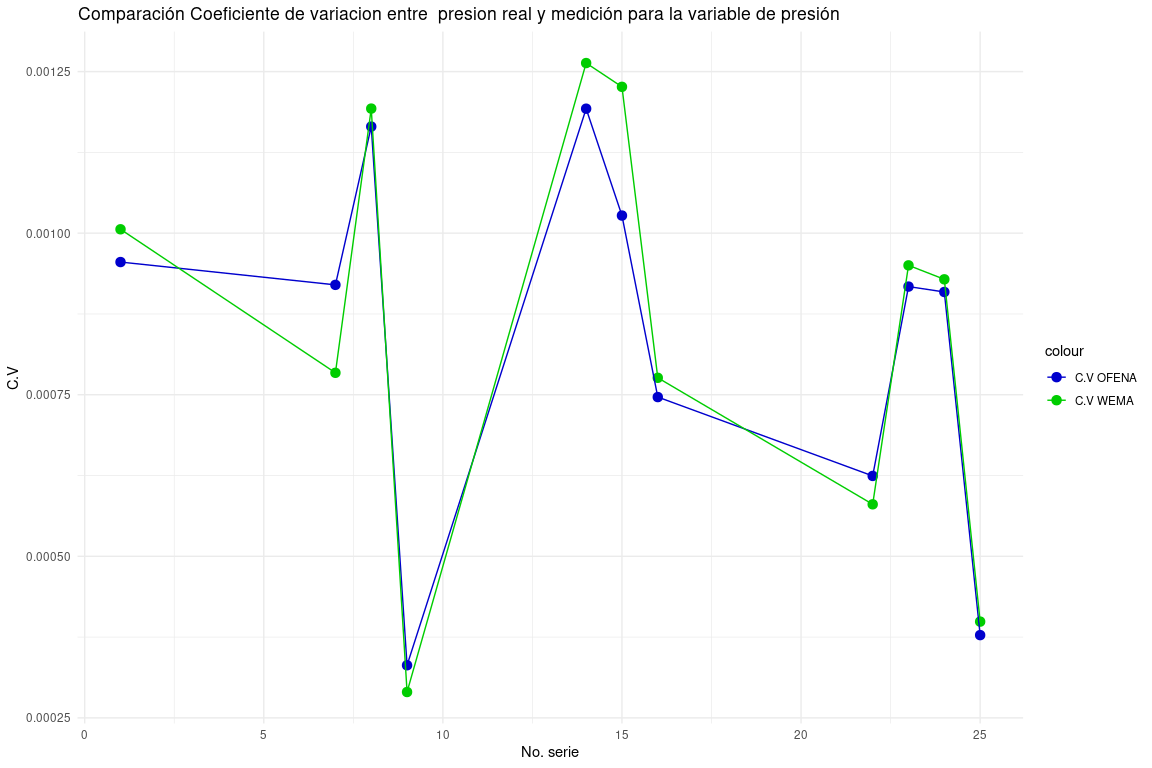 Comparación Coeficiente de variacion entre  presion real y medición para la variable de presión
C.V
0.00125
0.00100
0.00075
0.00050
0.00025
0
5
10
15
20
25
No. serie
colour
C.V OFENA
C.V WEMA